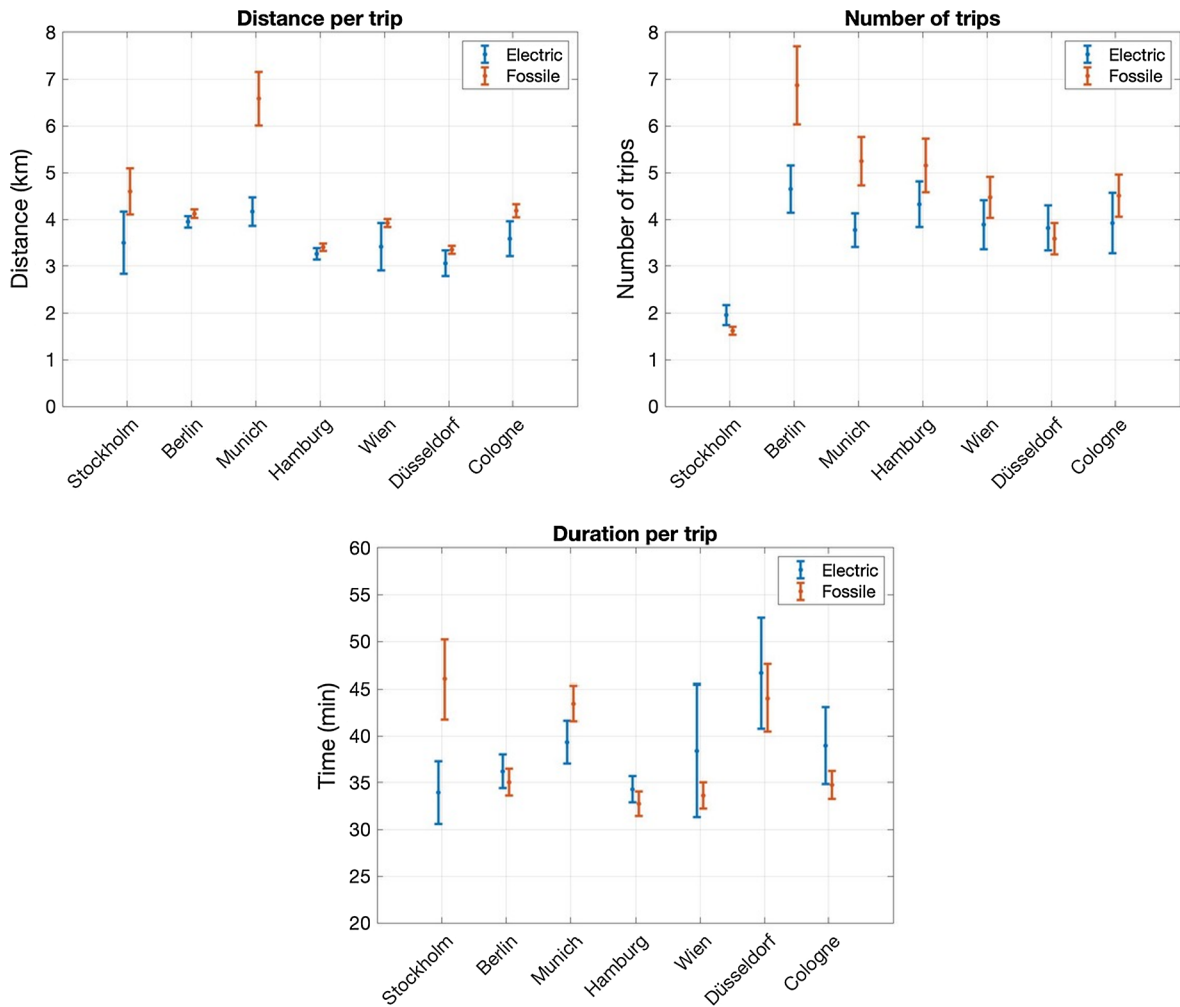 Distance per trip
8
7
6
5
4
3
2
1
0
Distance (km)
Electric
Fossile
Stockholm
Berlin
Munich
Hamburg
Wien
Düsseldorf
Cologne
Number of trips
8
7
6
5
4
3
2
1
0
Number of trips
Electric
Fossile
Stockholm
Berlin
Munich
Hamburg
Wien
Düsseldorf
Cologne
Duration per trip
60
55
50
45
40
35
30
25
20
Time (min)
Electric
Fossile
Stockholm
Berlin
Munich
Hamburg
Wien
Düsseldorf
Cologne